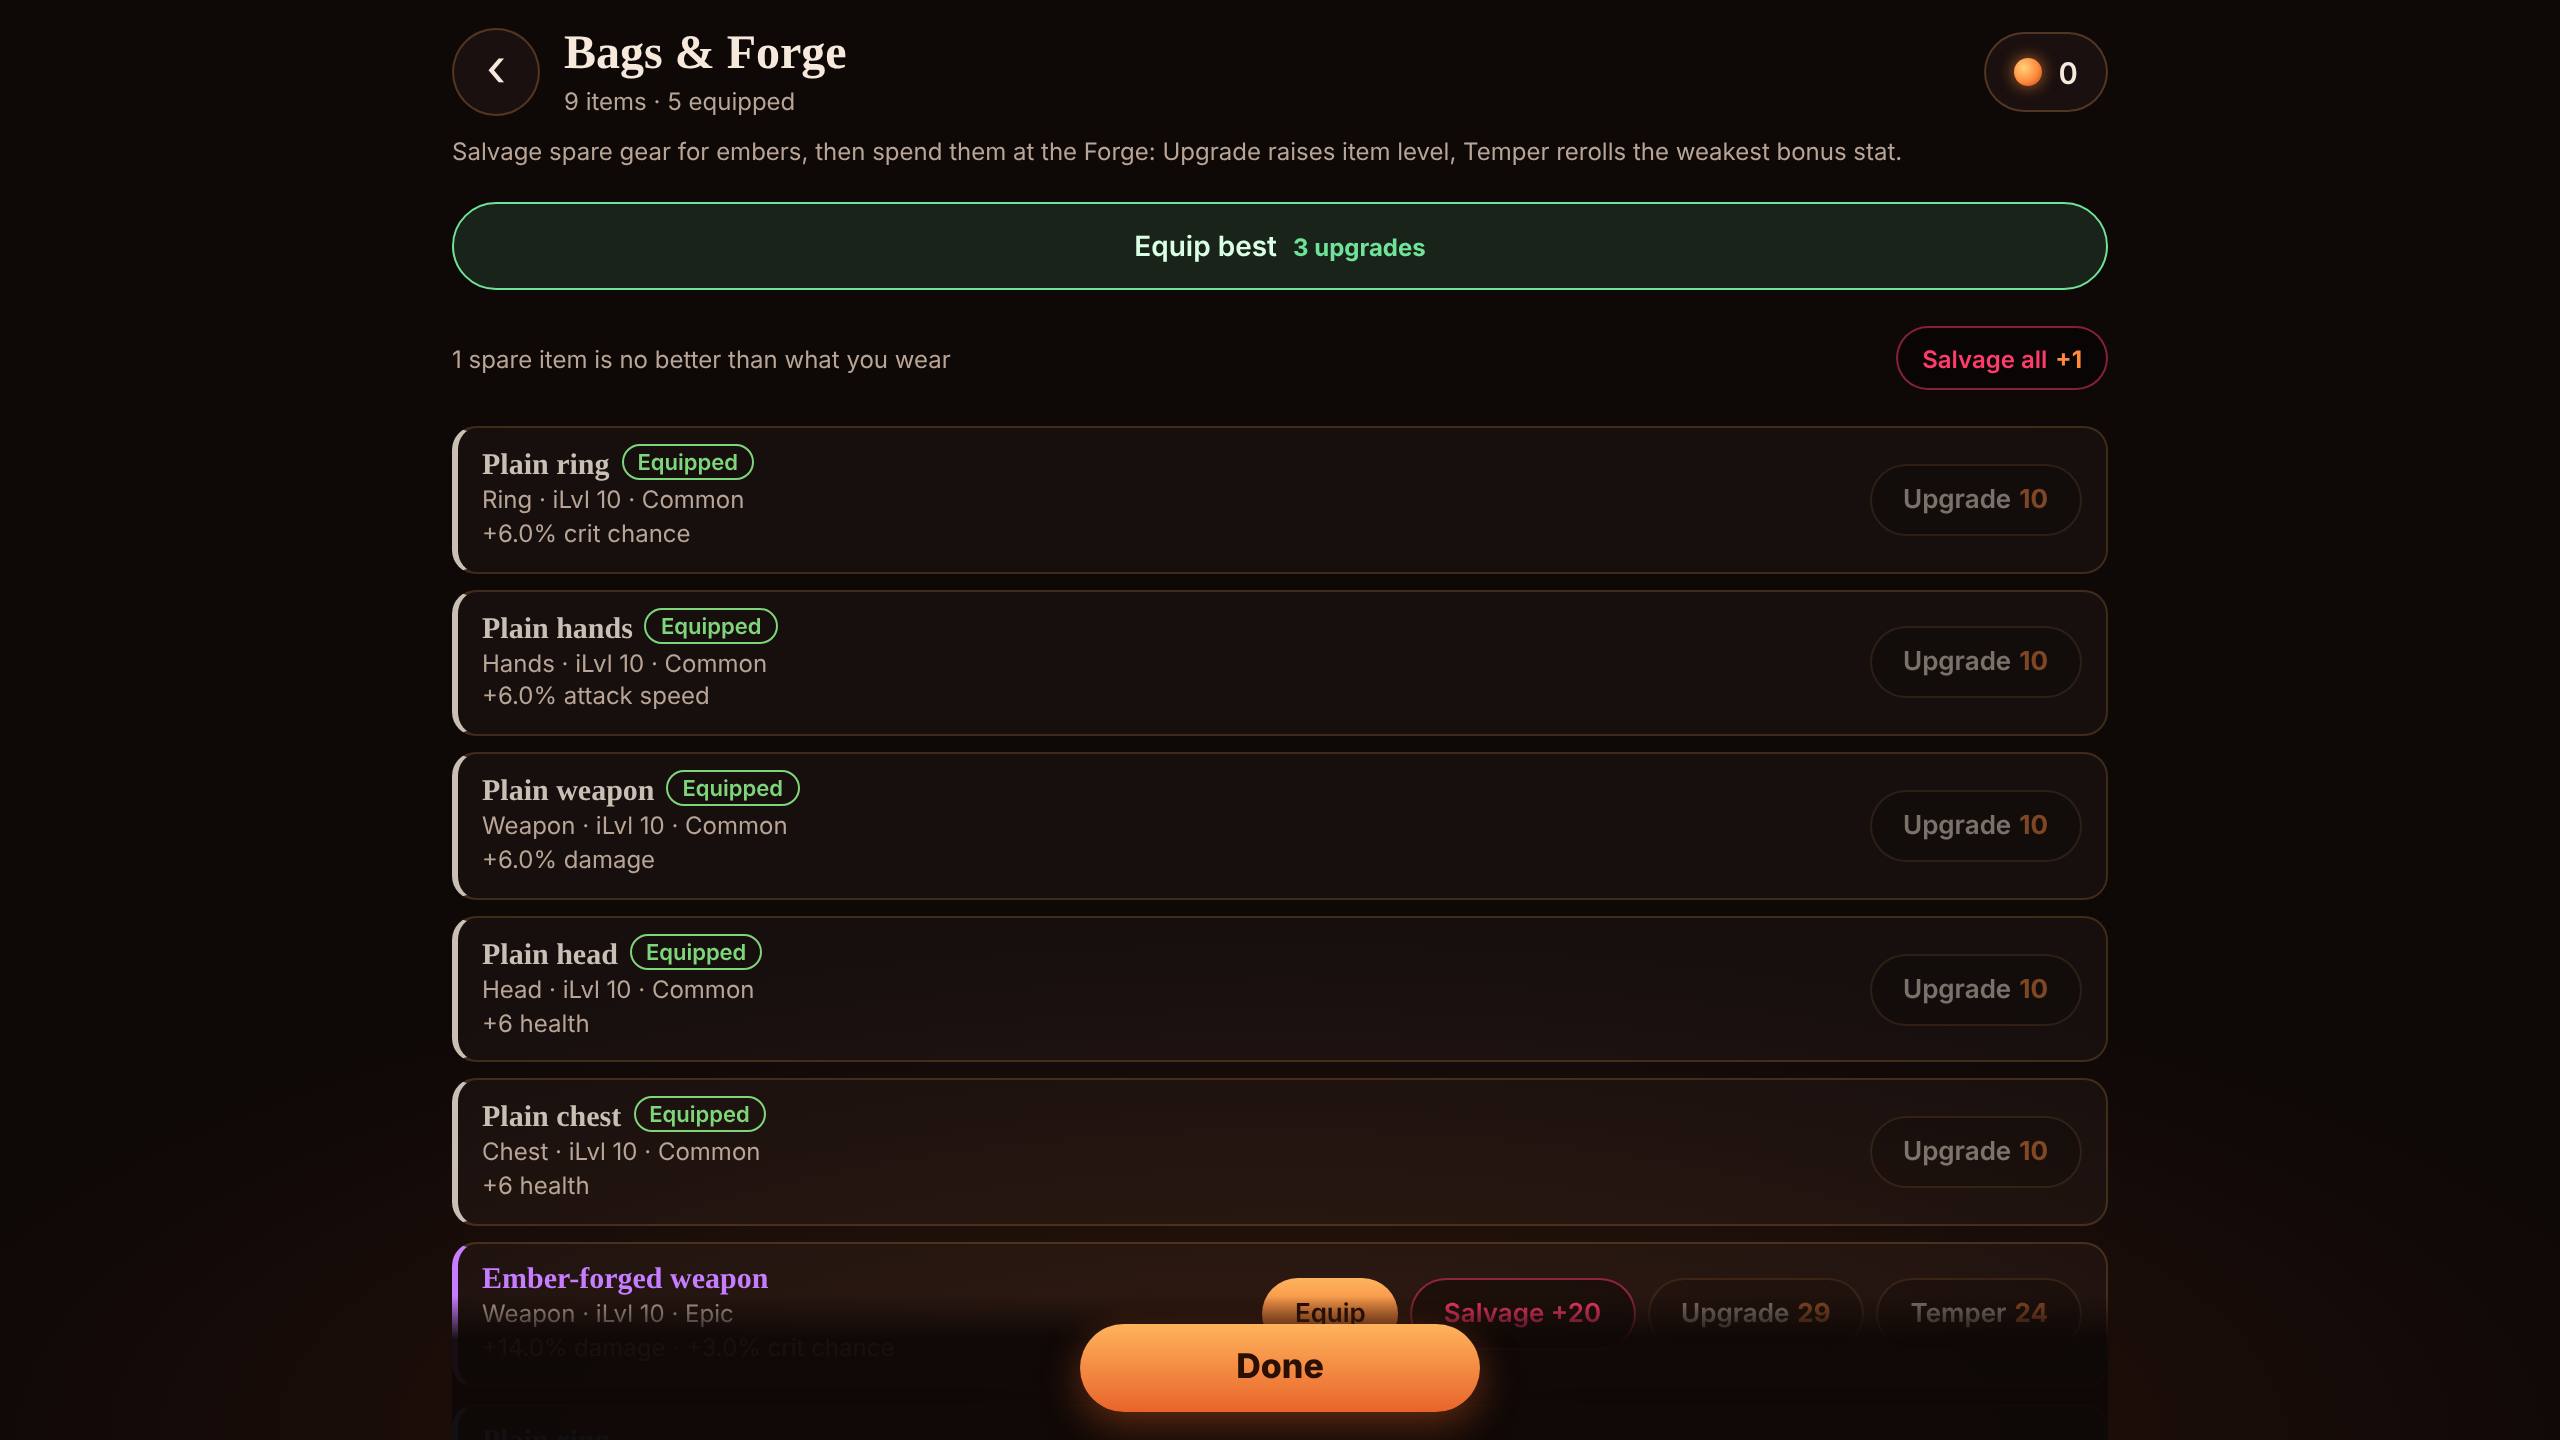 Bags & Forge
9 items · 5 equipped
0
Salvage spare gear for embers, then spend them at the Forge: Upgrade raises item level, Temper rerolls the weakest bonus stat.
Equip best 3 upgrades
1 spare item is no better than what you wear
Salvage all +1
Plain ring Equipped
Ring · iLvl 10 · Common
+6.0% crit chance
Upgrade 10
Plain hands Equipped
Hands · iLvl 10 · Common
+6.0% attack speed
Upgrade 10
Plain weapon Equipped
Weapon · iLvl 10 · Common
+6.0% damage
Upgrade 10
Plain head Equipped
Head · iLvl 10 · Common
+6 health
Upgrade 10
Plain chest Equipped
Chest · iLvl 10 · Common
+6 health
Upgrade 10
Ember-forged weapon
Weapon · iLvl 10 · Epic
+14.0% damage · +3.0% crit chance
Equip
Salvage +20
Upgrade 29
Temper 24
Done
Plain ring